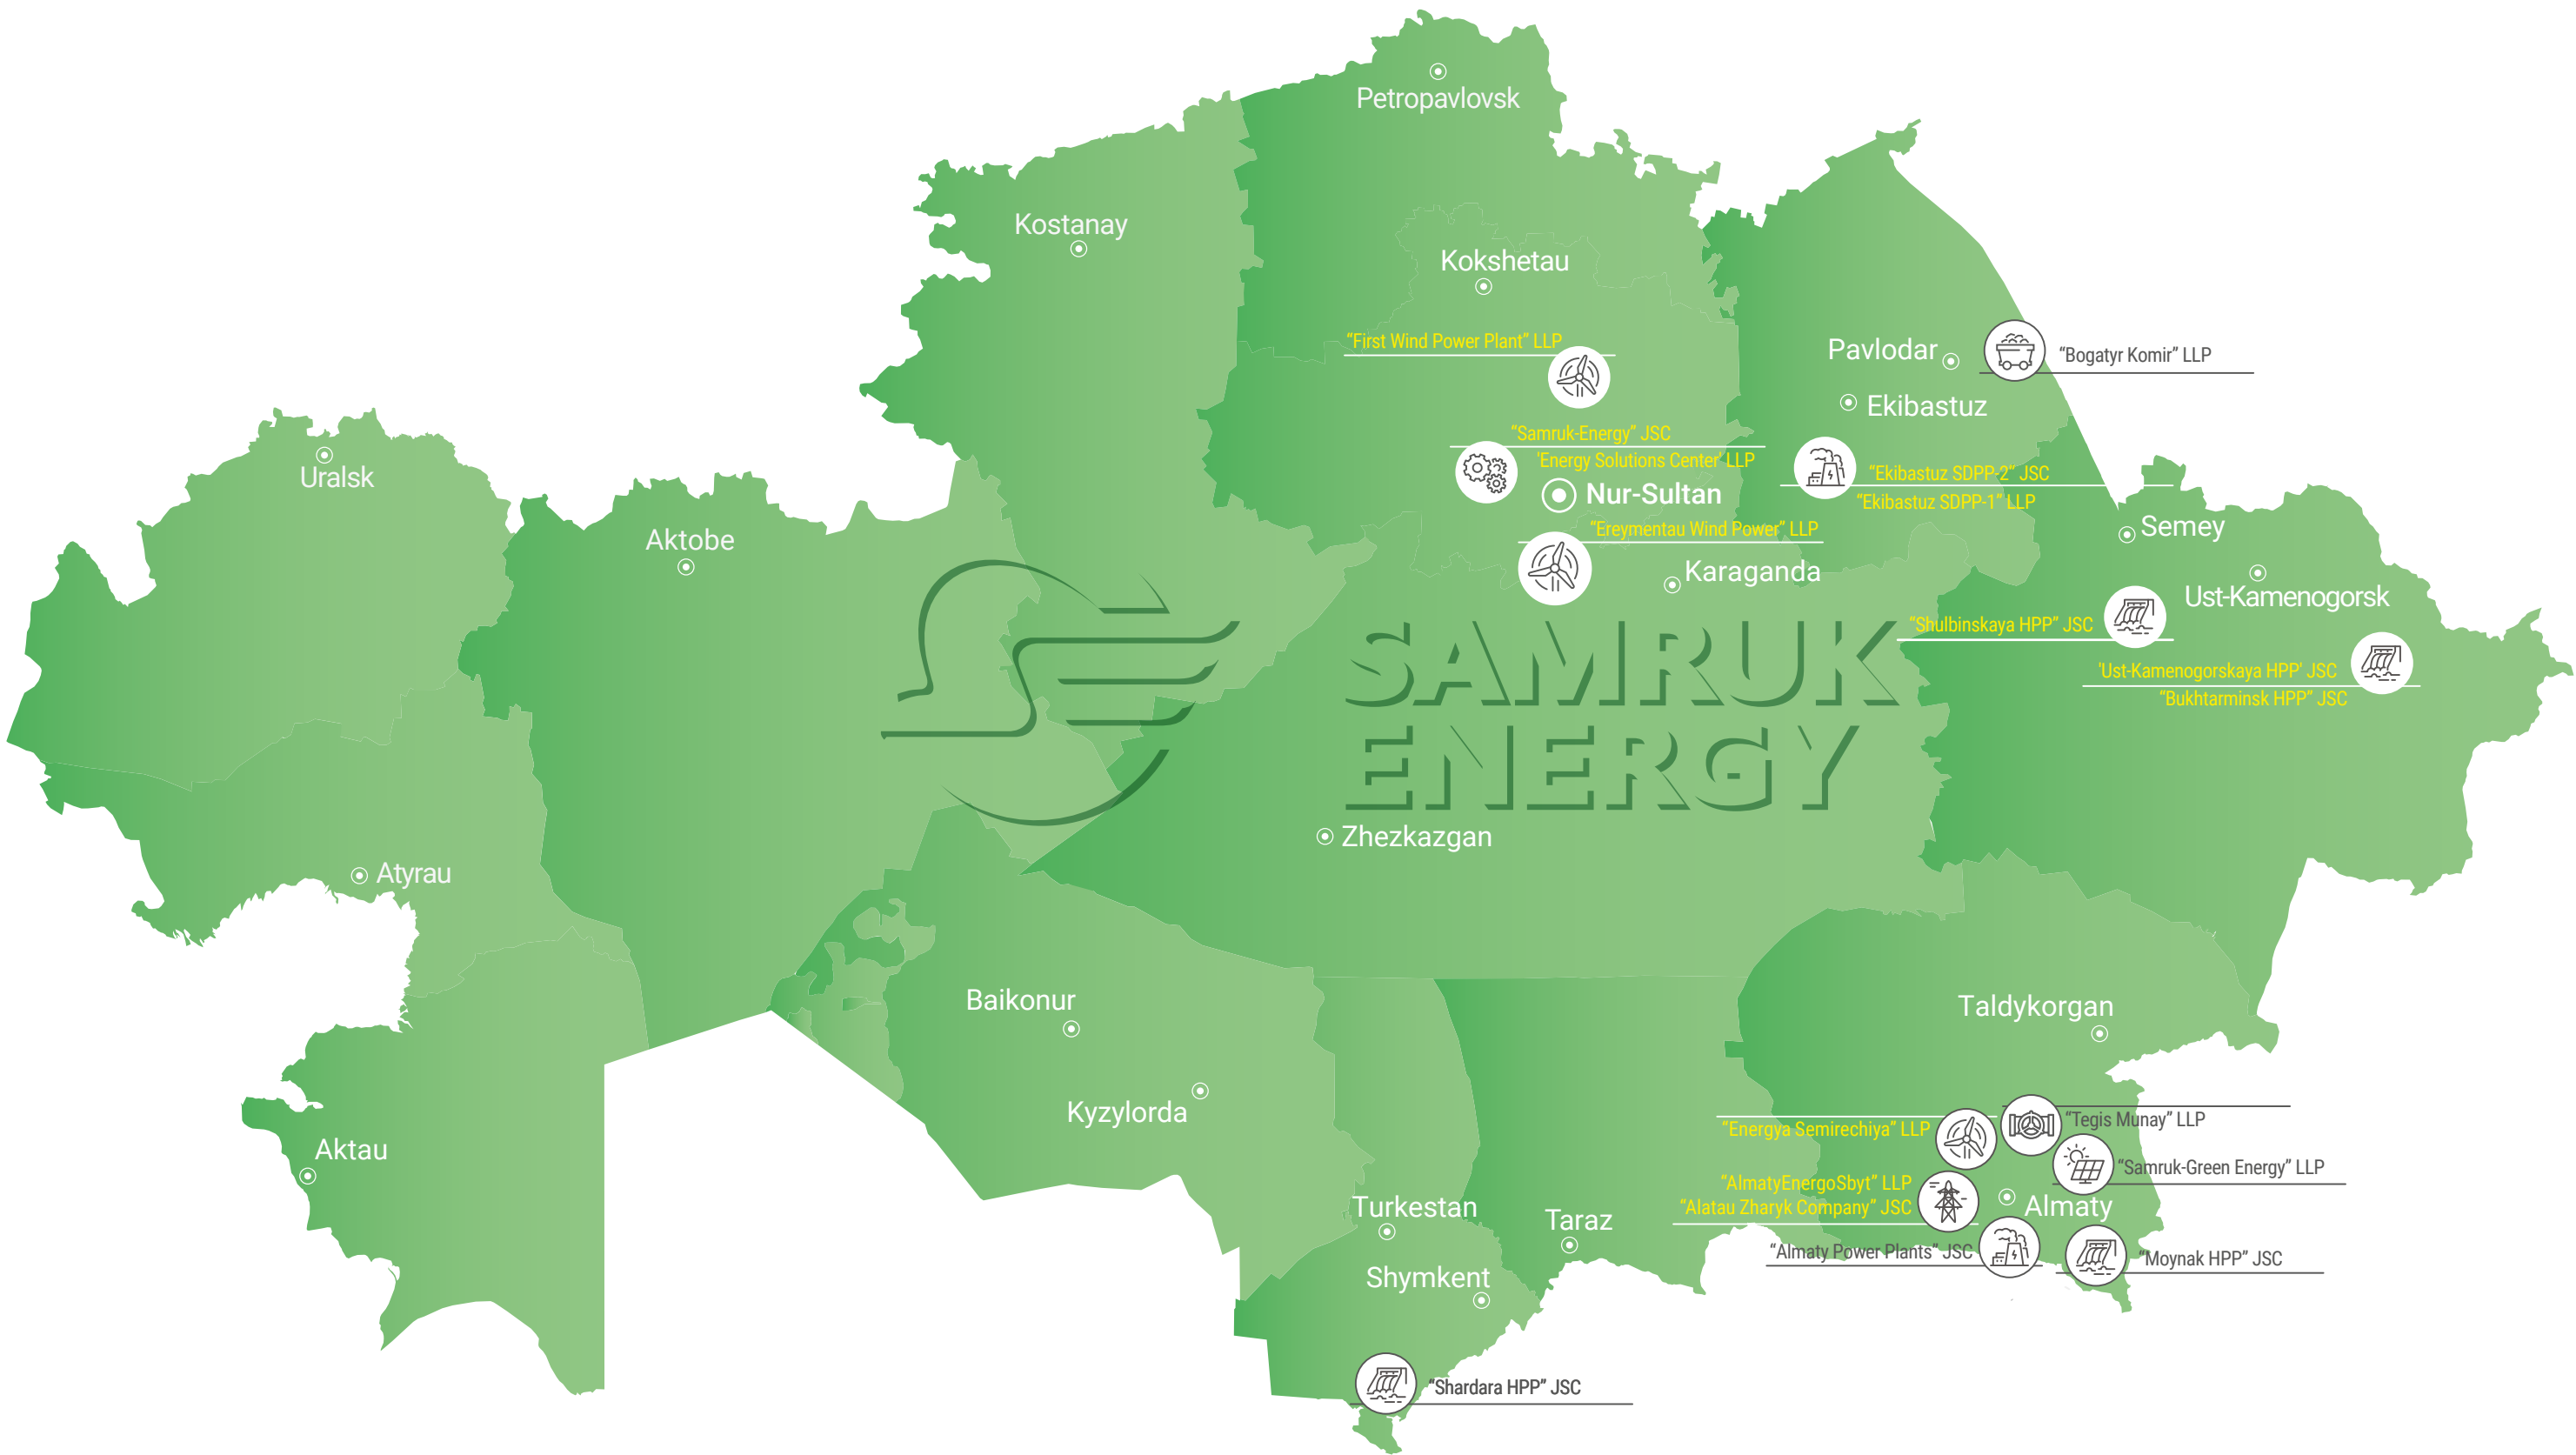 Petropavlovsk
Kostanay
Kokshetau
“First Wind Power Plant” LLP
Pavlodar
“Bogatyr Komir” LLP
Ekibastuz
“Samruk-Energy” JSC
'Energy Solutions Center' LLP
Nur-Sultan
“Ekibastuz SDPP-2” JSC
“Ekibastuz SDPP-1” LLP
Uralsk
Aktobe
“Ereymentau Wind Power” LLP
Karaganda
Semey
Ust-Kamenogorsk
“Shulbinskaya HPP” JSC
'Ust-Kamenogorskaya HPP' JSC
“Bukhtarminsk HPP” JSC
SAMRUK
ENERGY
Zhezkazgan
Atyrau
Baikonur
Taldykorgan
Kyzylorda
Aktau
“Energya Semirechiya” LLP
“Tegis Munay” LLP
“Samruk-Green Energy” LLP
“AlmatyEnergoSbyt” LLP
“Alatau Zharyk Company” JSC
Almaty
Turkestan
Taraz
“Almaty Power Plants” JSC
“Moynak HPP” JSC
Shymkent
“Shardara HPP” JSC